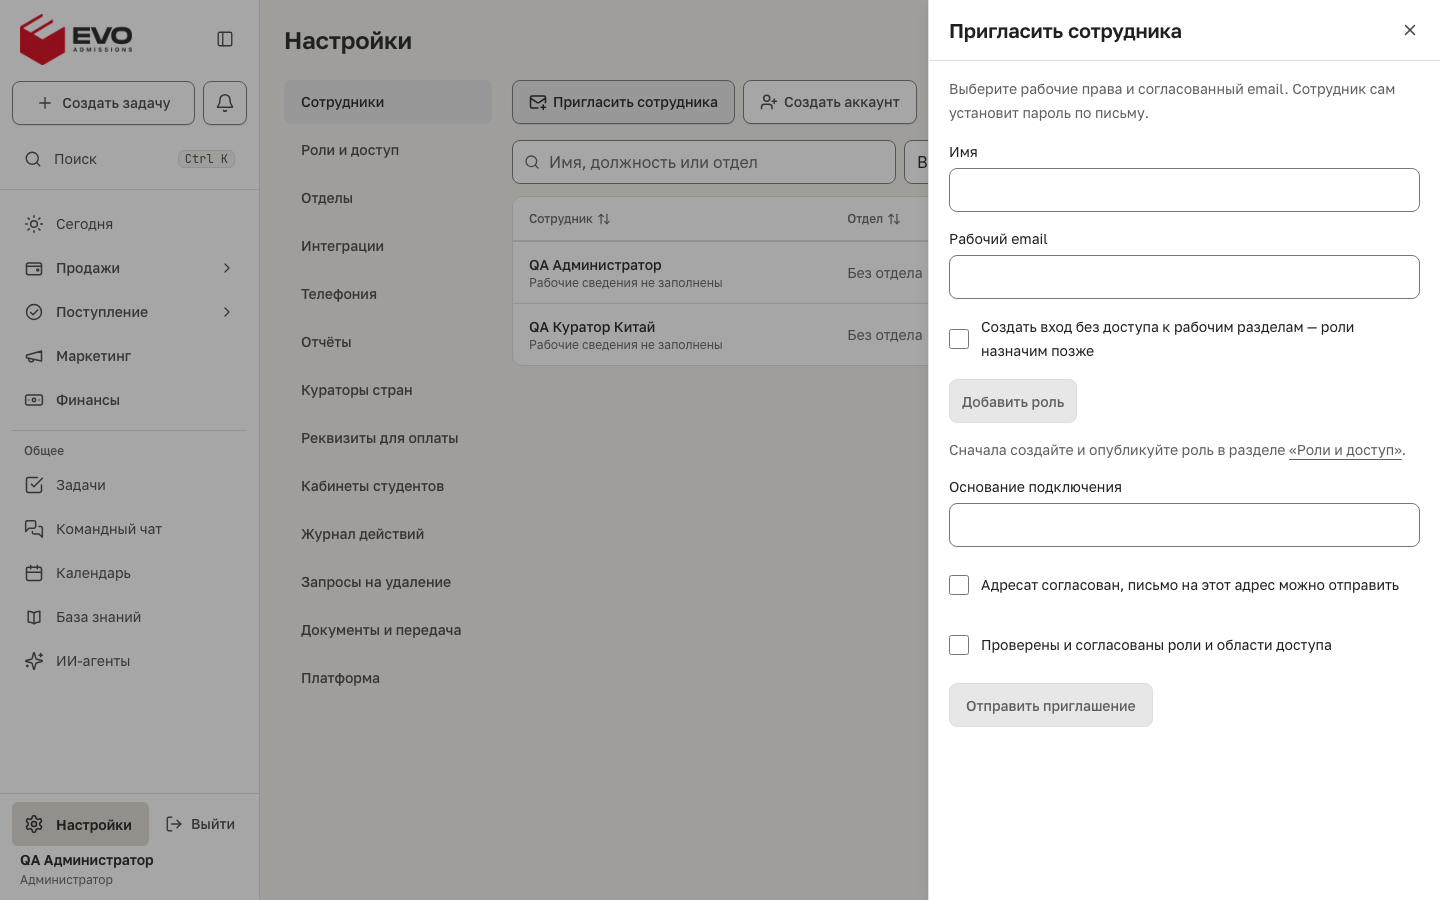 EVO
ADMISSIONS
Создать задачу
Поиск
Ctrl K
Сегодня
Продажи
Поступление
Маркетинг
Финансы
Общее
Задачи
Командный чат
Календарь
База знаний
ИИ-агенты
Настройки
Выйти
QA Администратор
Администратор
Настройки
Сотрудники
Роли и доступ
Отделы
Интеграции
Телефония
Отчёты
Кураторы стран
Реквизиты для оплаты
Кабинеты студентов
Журнал действий
Запросы на удаление
Документы и передача
Платформа
Пригласить сотрудника
Создать аккаунт
Имя, должность или отдел
В
Сотрудник
Отдел
QA Администратор
Рабочие сведения не заполнены
Без отдела
QA Куратор Китай
Рабочие сведения не заполнены
Без отдела
Пригласить сотрудника
Выберите рабочие права и согласованный email. Сотрудник сам
установит пароль по письму.
Имя
Рабочий email
Создать вход без доступа к рабочим разделам — роли
назначим позже
Добавить роль
Сначала создайте и опубликуйте роль в разделе «Роли и доступ».
Основание подключения
Адресат согласован, письмо на этот адрес можно отправить
Проверены и согласованы роли и области доступа
Отправить приглашение